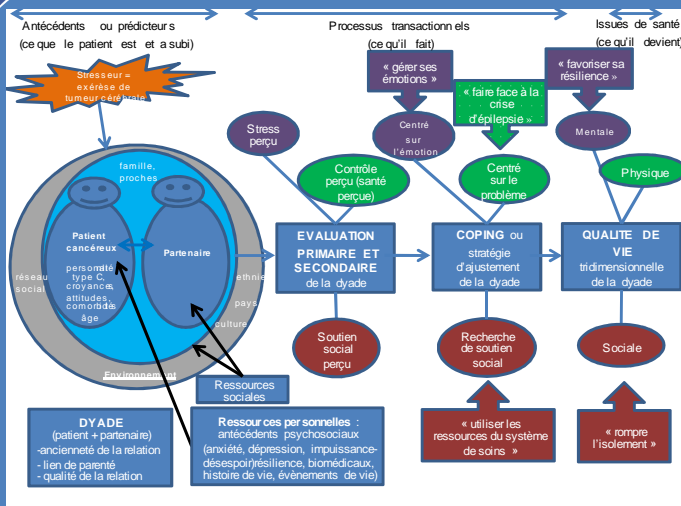 Antécédents ou prédicteurs
(ce que le patient est et a subi)
Processus transactionnels
(ce qu'il fait)
Issues de santé
(ce qu'il devient)
Stresseur =
exérèse de
tumeur cérébrale
« gérer ses
émotions »
« faire face à la
crise
d'épilepsie »
« favoriser sa
résilience »
Stress
perçu
Centré
sur
l'émotion
Mentale
Contrôle
perçu (santé
perçue)
Centré
sur le
problème
Physique
famille,
proches
Patient
cancéreux
personnalité
type C,
croyances,
attitudes,
comorbidités
âge
Partenaire
réseau
social
ethnie
pays
culture
Environnement
EVALUATION
PRIMAIRE ET
SECONDAIRE
de la dyade
COPING ou
stratégie
d'ajustement
de la dyade
QUALITE DE
VIE
tridimensionnelle
de la dyade
Soutien
social
perçu
Recherche
de soutien
social
Sociale
Ressources
sociales
DYADE
(patient + partenaire)
-ancienneté de la relation
- lien de parenté
- qualité de la relation
Ressources personnelles :
antécédents psychosociaux
(anxiété, dépression, impuissance-
désespoir)résilience, biomédicaux,
histoire de vie, évènements de vie)
« utiliser les
ressources du système
de soins »
« rompre
l'isolement »